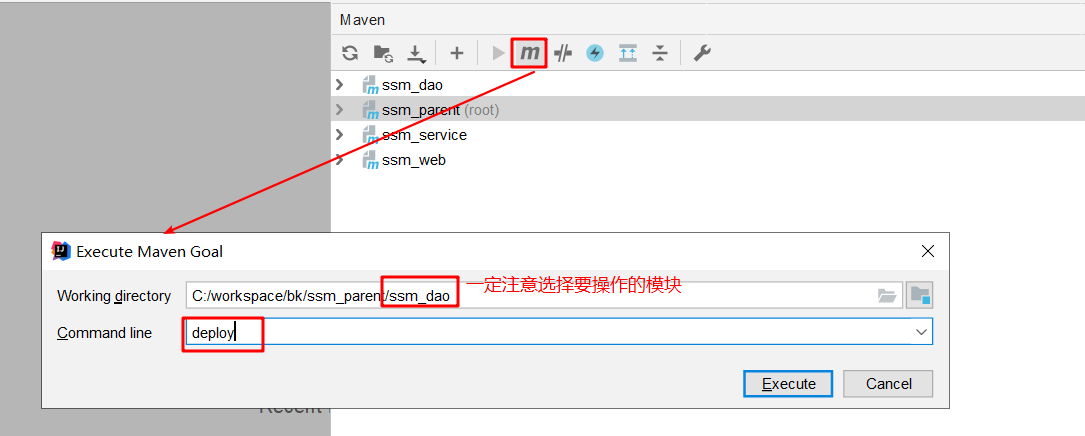 Maven
m
ssm_dao
ssm_parent (root)
ssm_service
ssm_web
Execute Maven Goal
Working directory C:/workspace/bk/ssm_parent/ssm_dao 一定注意选择要操作的模块
Command line deploy
Execute Cancel
Recent